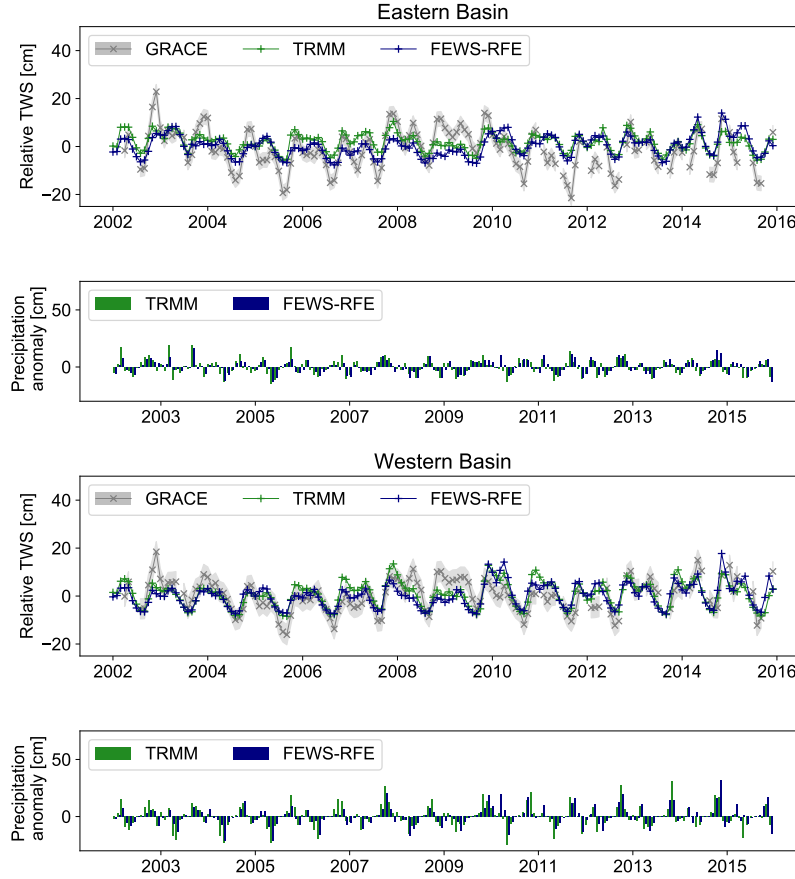 Eastern Basin
GRACE TRMM FEWS-RFE
Relative TWS [cm]
40
20
0
−20
2002 2004 2006 2008 2010 2012 2014 2016
TRMM FEWS-RFE
Precipitation
anomaly [cm]
50
0
2003 2005 2007 2009 2011 2013 2015
Western Basin
GRACE TRMM FEWS-RFE
Relative TWS [cm]
40
20
0
−20
2002 2004 2006 2008 2010 2012 2014 2016
TRMM FEWS-RFE
Precipitation
anomaly [cm]
50
0
2003 2005 2007 2009 2011 2013 2015